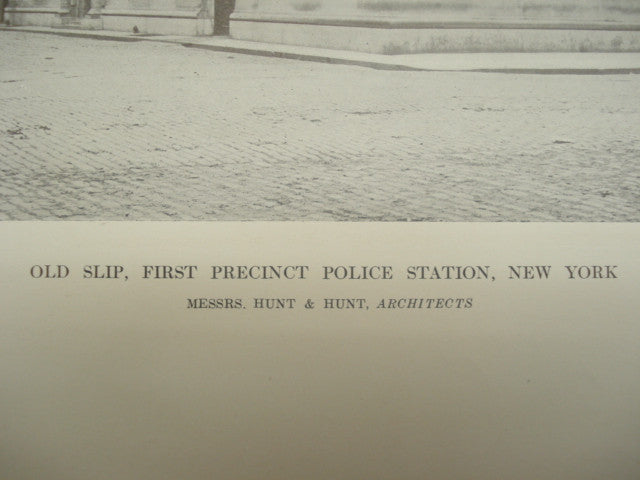 OLD SLIP, FIRST PRECINCT POLICE STATION, NEW YORK
MESSRS. HUNT & HUNT, ARCHITECTS